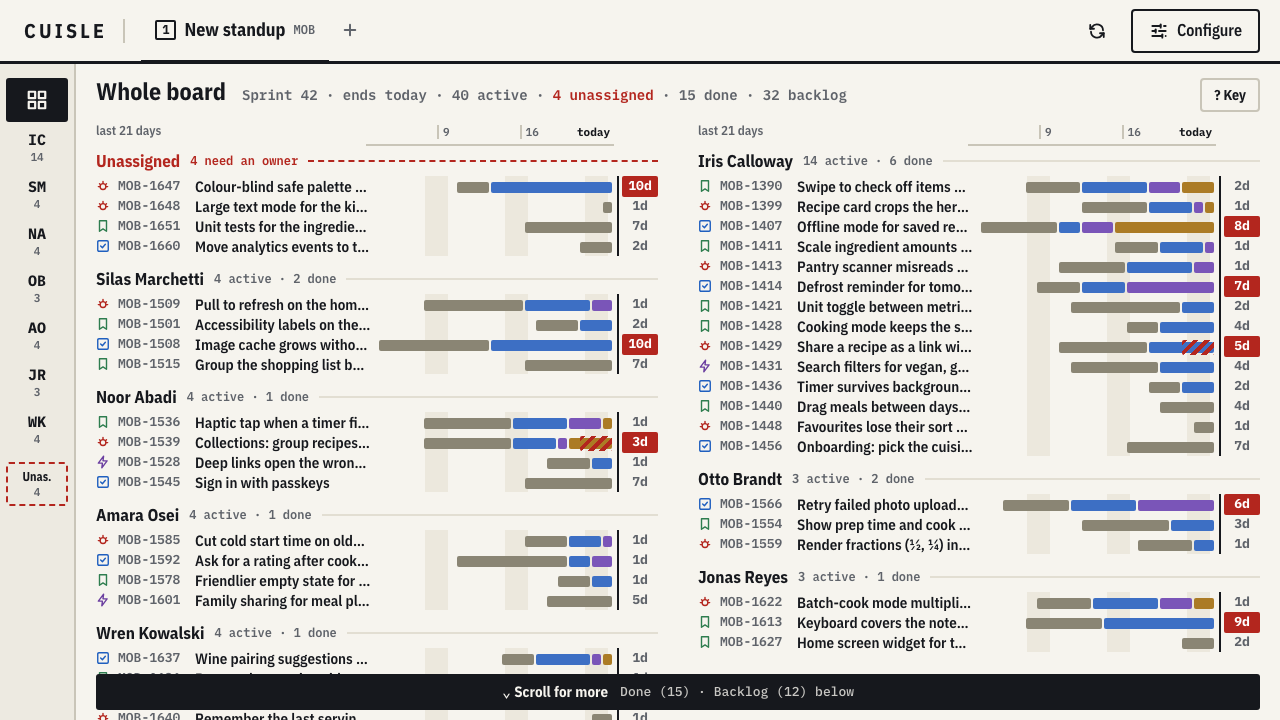 CUISLE
1 New standup MOB
+
Configure
IC
14
SM
4
NA
4
OB
3
AO
4
JR
3
WK
4
Unas.
4
Whole board Sprint 42 · ends today · 40 active · 4 unassigned · 15 done · 32 backlog
? Key
last 21 days 9 16 today
Unassigned 4 need an owner
MOB-1647 Colour-blind safe palette ... 10d
MOB-1648 Large text mode for the ki... 1d
MOB-1651 Unit tests for the ingredie... 7d
MOB-1660 Move analytics events to t... 2d
Silas Marchetti 4 active · 2 done
MOB-1509 Pull to refresh on the hom... 1d
MOB-1501 Accessibility labels on the... 2d
MOB-1508 Image cache grows witho... 10d
MOB-1515 Group the shopping list b... 7d
Noor Abadi 4 active · 1 done
MOB-1536 Haptic tap when a timer fi... 1d
MOB-1539 Collections: group recipes... 3d
MOB-1528 Deep links open the wron... 1d
MOB-1545 Sign in with passkeys 7d
Amara Osei 4 active · 1 done
MOB-1585 Cut cold start time on old... 1d
MOB-1592 Ask for a rating after cook... 1d
MOB-1578 Friendlier empty state for ... 1d
MOB-1601 Family sharing for meal pl... 5d
Wren Kowalski 4 active · 1 done
MOB-1637 Wine pairing suggestions ... 1d
MOB-1640 Remember the last servin... 1d
last 21 days 9 16 today
Iris Calloway 14 active · 6 done
MOB-1390 Swipe to check off items ... 2d
MOB-1399 Recipe card crops the her... 1d
MOB-1407 Offline mode for saved re... 8d
MOB-1411 Scale ingredient amounts ... 1d
MOB-1413 Pantry scanner misreads ... 1d
MOB-1414 Defrost reminder for tomo... 7d
MOB-1421 Unit toggle between metri... 2d
MOB-1428 Cooking mode keeps the s... 4d
MOB-1429 Share a recipe as a link wi... 5d
MOB-1431 Search filters for vegan, g... 4d
MOB-1436 Timer survives backgroun... 2d
MOB-1440 Drag meals between days... 4d
MOB-1448 Favourites lose their sort ... 1d
MOB-1456 Onboarding: pick the cuisi... 7d
Otto Brandt 3 active · 2 done
MOB-1566 Retry failed photo upload... 6d
MOB-1554 Show prep time and cook ... 3d
MOB-1559 Render fractions (½, ¼) in... 1d
Jonas Reyes 3 active · 1 done
MOB-1622 Batch-cook mode multipli... 1d
MOB-1613 Keyboard covers the note... 9d
MOB-1627 Home screen widget for t... 2d
Scroll for more Done (15) · Backlog (12) below